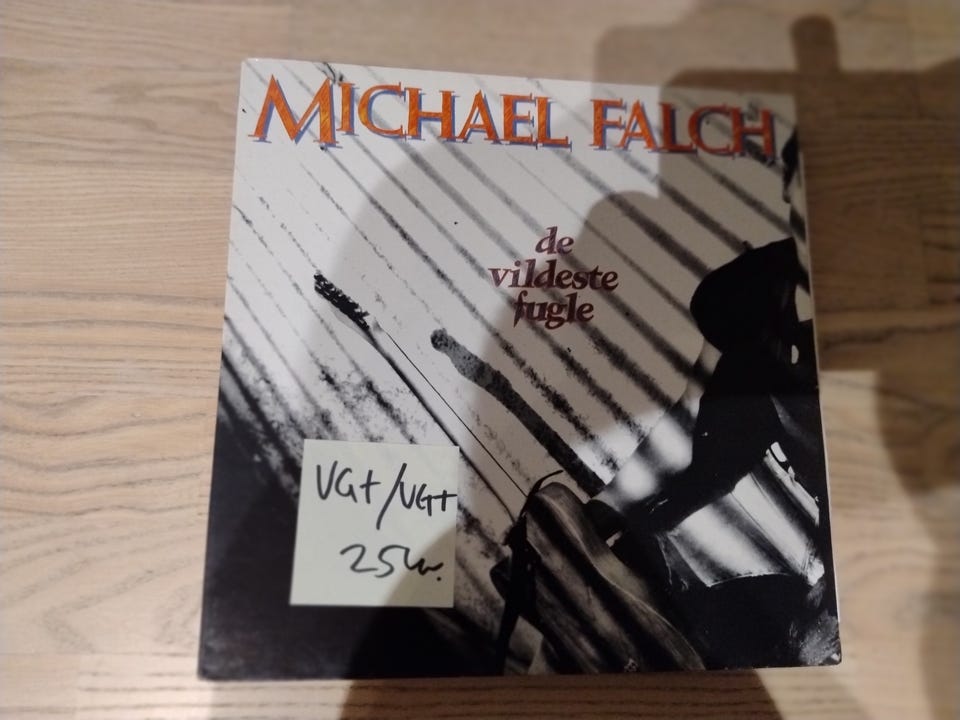 MICHAEL FALCH
de
vildeste
fugle
VG+/VG+
25kr.